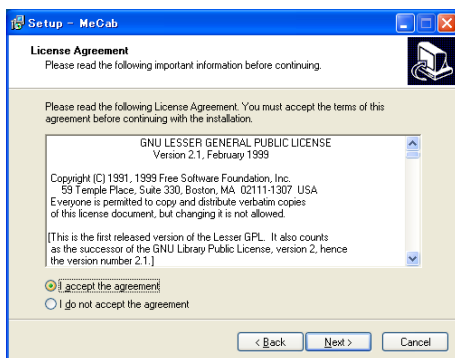 Setup - MeCab
License Agreement
Please read the following important information before continuing.
Please read the following License Agreement. You must accept the terms of this
agreement before continuing with the installation.
GNU LESSER GENERAL PUBLIC LICENSE
Version 2.1, February 1999
Copyright (C) 1991, 1999 Free Software Foundation, Inc.
59 Temple Place, Suite 330, Boston, MA  02111-1307  USA
Everyone is permitted to copy and distribute verbatim copies
of this license document, but changing it is not allowed.
[This is the first released version of the Lesser GPL.  It also counts
as the successor of the GNU Library Public License, version 2, hence
the version number 2.1.]
I accept the agreement
I do not accept the agreement
< Back
Next >
Cancel